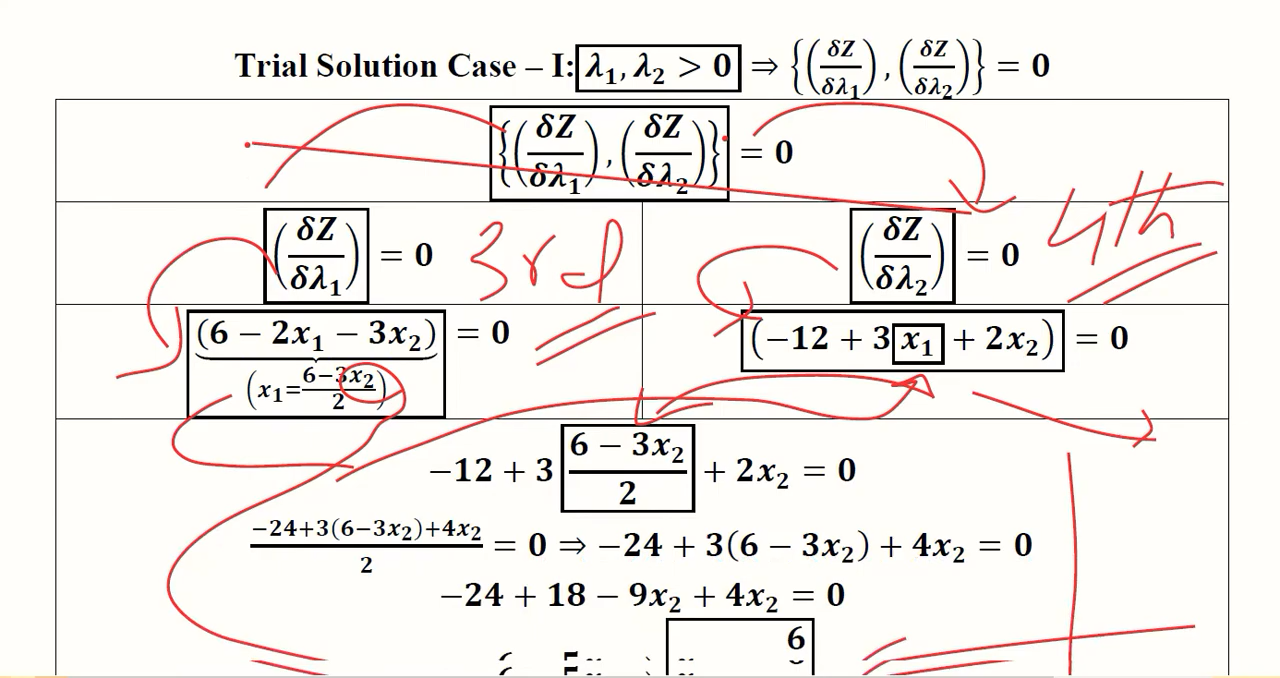 Trial Solution Case – I: λ₁, λ₂ > 0 ⇒ {(δZ/δλ₁), (δZ/δλ₂)} = 0
{(δZ/δλ₁), (δZ/δλ₂)} = 0
(δZ/δλ₁) = 0 3rd
(δZ/δλ₂) = 0 4th
(6 − 2x₁ − 3x₂) = 0
(x₁=(6−3x₂)/2)
(−12 + 3x₁ + 2x₂) = 0
−12 + 3 (6 − 3x₂)/2 + 2x₂ = 0
(−24+3(6−3x₂)+4x₂)/2 = 0 ⇒ −24 + 3(6 − 3x₂) + 4x₂ = 0
−24 + 18 − 9x₂ + 4x₂ = 0
6